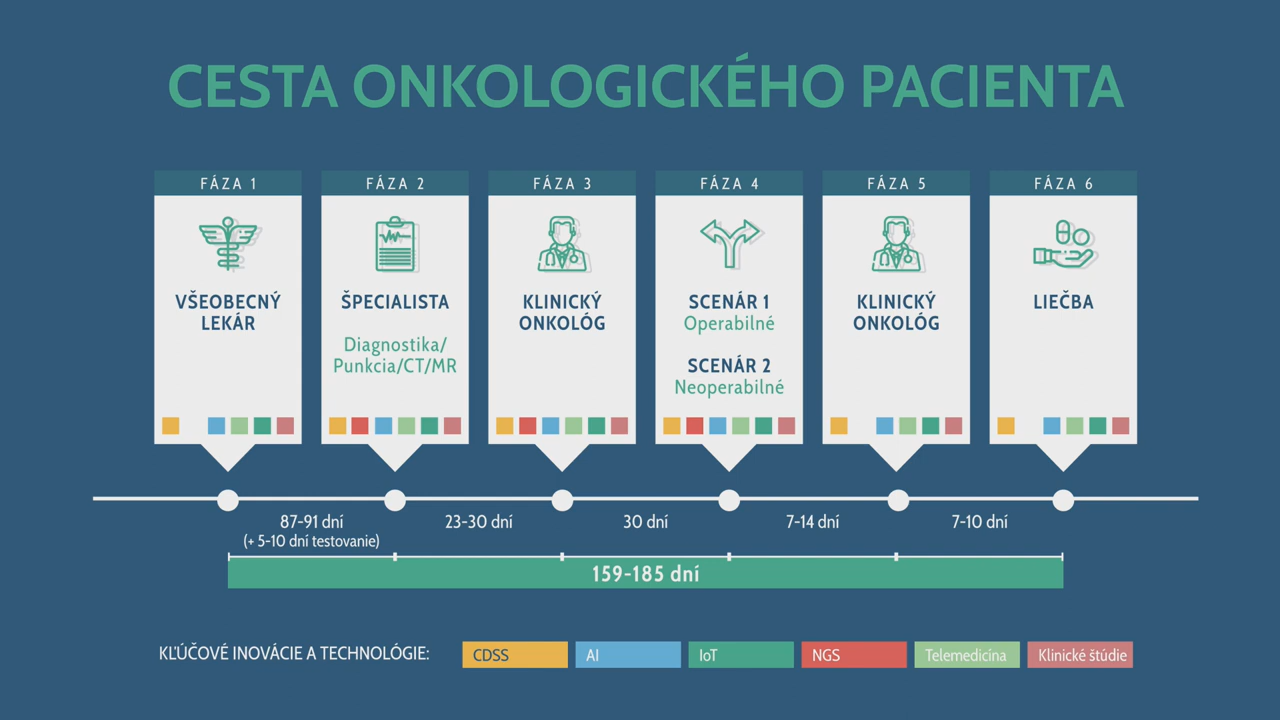 CESTA ONKOLOGICKÉHO PACIENTA
FÁZA 1
VŠEOBECNÝ
LEKÁR
FÁZA 2
ŠPECIALISTA
Diagnostika/
Punkcia/CT/MR
FÁZA 3
KLINICKÝ
ONKOLÓG
FÁZA 4
SCENÁR 1
Operabilné
SCENÁR 2
Neoperabilné
FÁZA 5
KLINICKÝ
ONKOLÓG
FÁZA 6
LIEČBA
87-91 dní
(+ 5-10 dní testovanie)
23-30 dní
30 dní
7-14 dní
7-10 dní
159-185 dní
KĽÚČOVÉ INOVÁCIE A TECHNOLÓGIE:
CDSS
AI
IoT
NGS
Telemedicína
Klinické štúdie